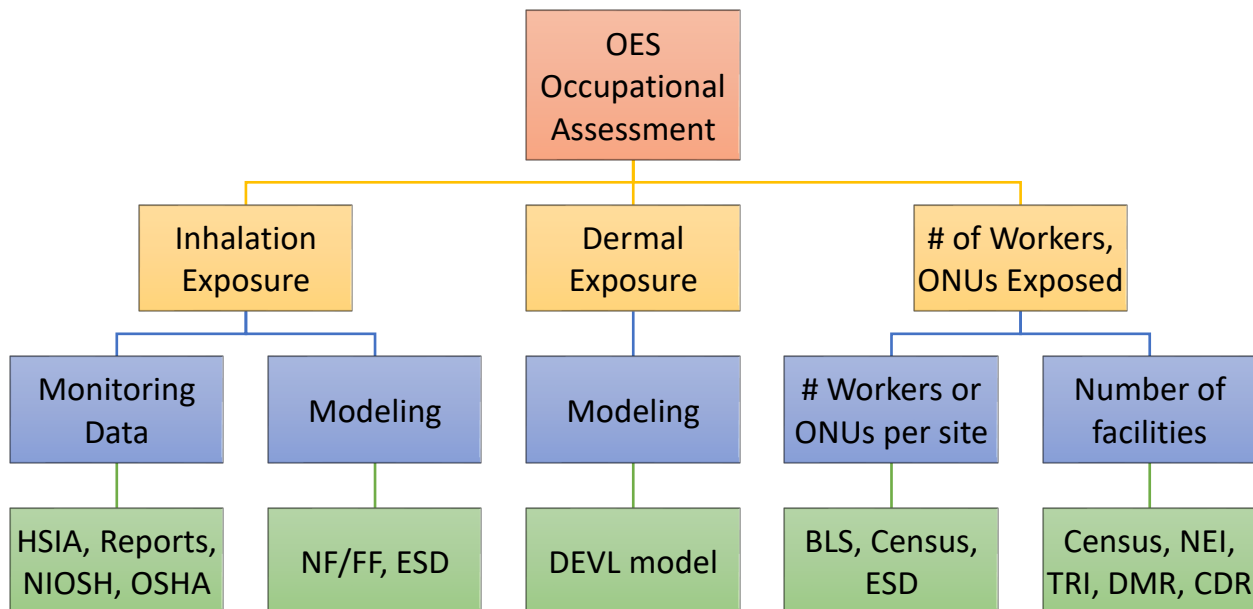 OES
Occupational
Assessment
Inhalation
Exposure
Dermal
Exposure
# of Workers,
ONUs Exposed
Monitoring
Data
Modeling
Modeling
# Workers or
ONUs per site
Number of
facilities
HSIA, Reports,
NIOSH, OSHA
NF/FF, ESD
DEVL model
BLS, Census,
ESD
Census, NEI,
TRI, DMR, CDR